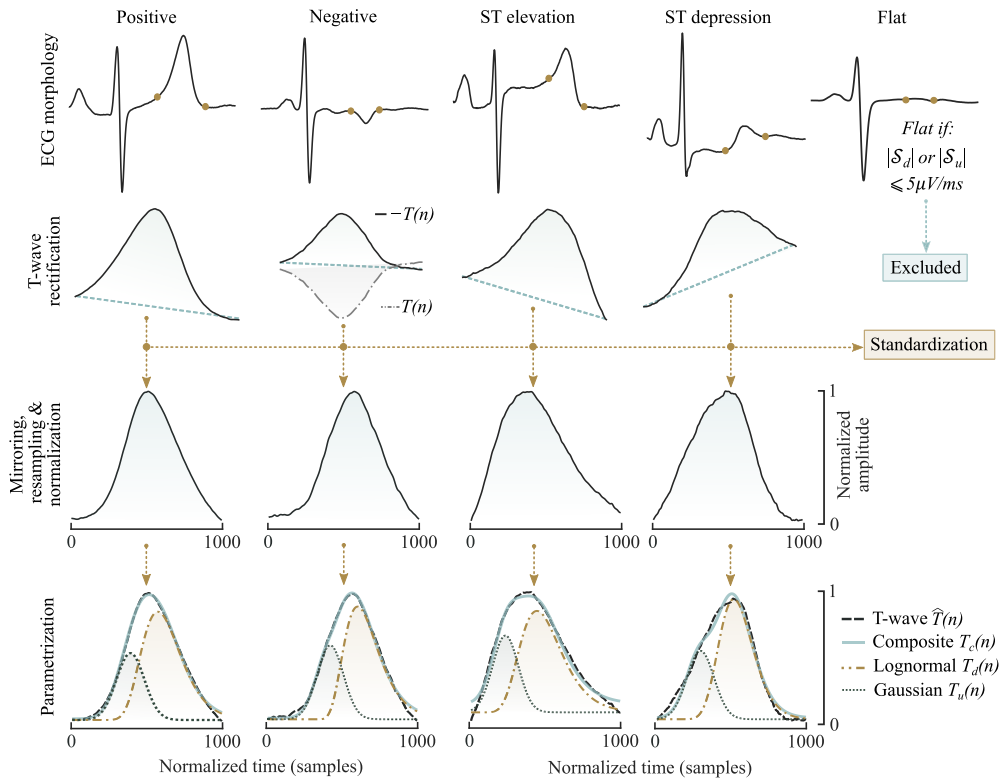 Positive
Negative
ST elevation
ST depression
Flat
ECG morphology
Flat if:
|𝒮d| or |𝒮u|
⩽ 5μV/ms
T-wave
rectification
−T(n)
T(n)
Excluded
Standardization
Mirroring,
resampling &
normalization
1
Normalized
amplitude
0
0 1000 0 1000 0 1000 0 1000
Parametrization
1
T-wave T̂(n)
Composite Tc(n)
Lognormal Td(n)
Gaussian Tu(n)
0
0 1000 0 1000 0 1000 0 1000
Normalized time (samples)
Normalized time (samples)